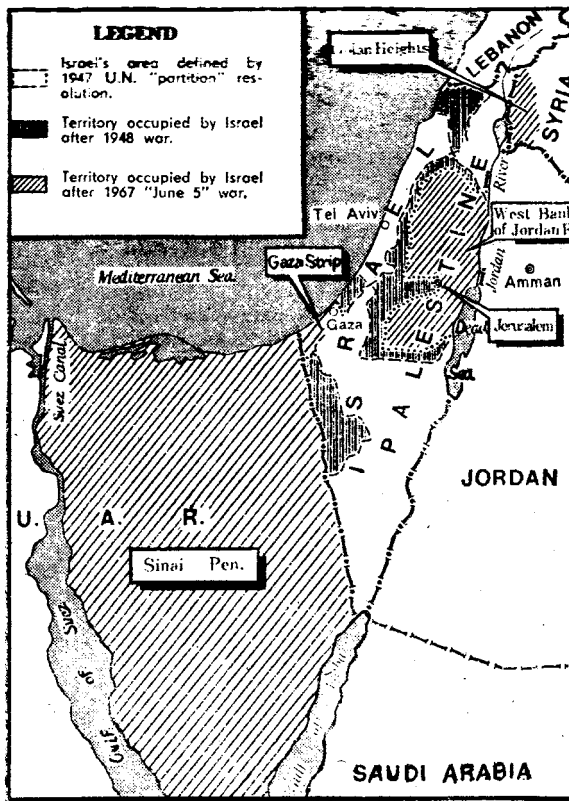 LEGEND
Israel's area defined by
1947 U.N. "partition" res-
olution.
Territory occupied by Israel
after 1948 war.
Territory occupied by Israel
after 1967 "June 5" war.
Heights
LEBANON
SYRIA
River
ISRAEL
PALESTINE
Tel Aviv
West Bank
of Jordan R
Jordan
Gaza Strip
Mediterranean Sea
Amman
Gaza
Jerusalem
Dead
Sea
Suez Canal
JORDAN
U. A. R.
Sinai Pen.
GULF OF Suez
SAUDI ARABIA